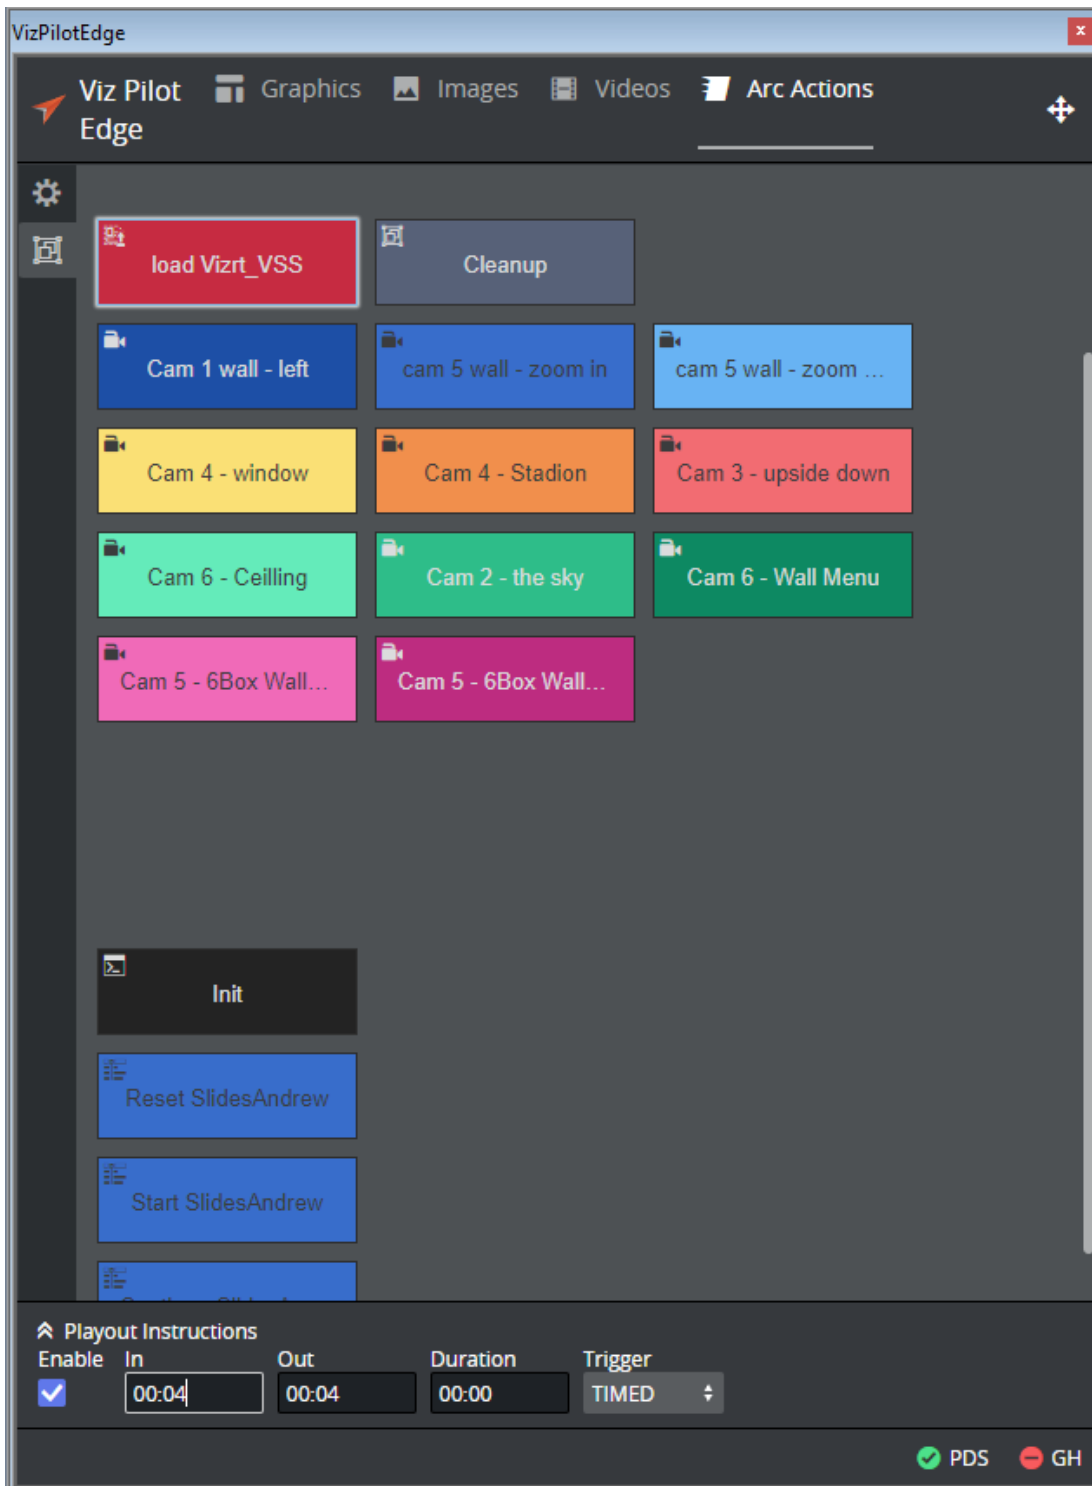 VizPilotEdge
Viz Pilot Edge
Graphics
Images
Videos
Arc Actions
load Vizrt_VSS
Cleanup
Cam 1 wall - left
cam 5 wall - zoom in
cam 5 wall - zoom ...
Cam 4 - window
Cam 4 - Stadion
Cam 3 - upside down
Cam 6 - Ceilling
Cam 2 - the sky
Cam 6 - Wall Menu
Cam 5 - 6Box Wall...
Cam 5 - 6Box Wall...
Init
Reset SlidesAndrew
Start SlidesAndrew
Playout Instructions
Enable In Out Duration Trigger
00:04 00:04 00:00 TIMED
PDS GH